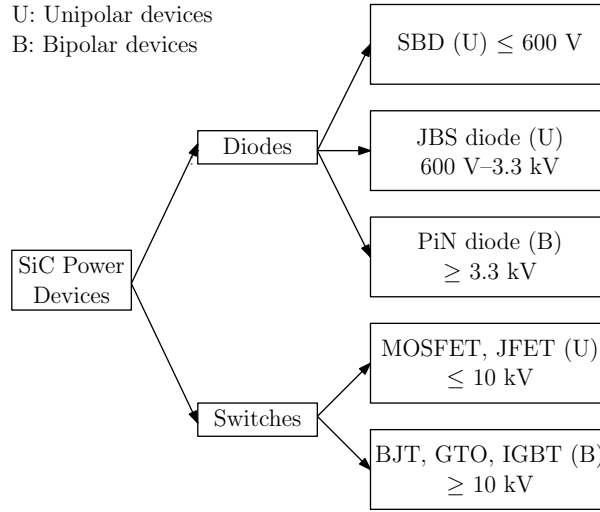 U: Unipolar devices
B: Bipolar devices
SBD (U) ≤ 600 V
Diodes
JBS diode (U)
600 V–3.3 kV
PiN diode (B)
≥ 3.3 kV
SiC Power
Devices
MOSFET, JFET (U)
≤ 10 kV
Switches
BJT, GTO, IGBT (B)
≥ 10 kV